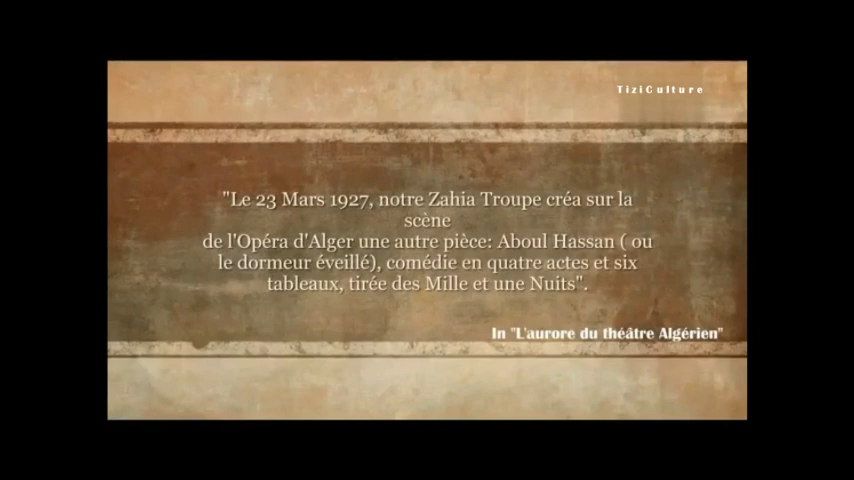 TiziCulture
"Le 23 Mars 1927, notre Zahia Troupe créa sur la
scène
de l'Opéra d'Alger une autre pièce: Aboul Hassan ( ou
le dormeur éveillé), comédie en quatre actes et six
tableaux, tirée des Mille et une Nuits".
In "L'aurore du théâtre Algérien"